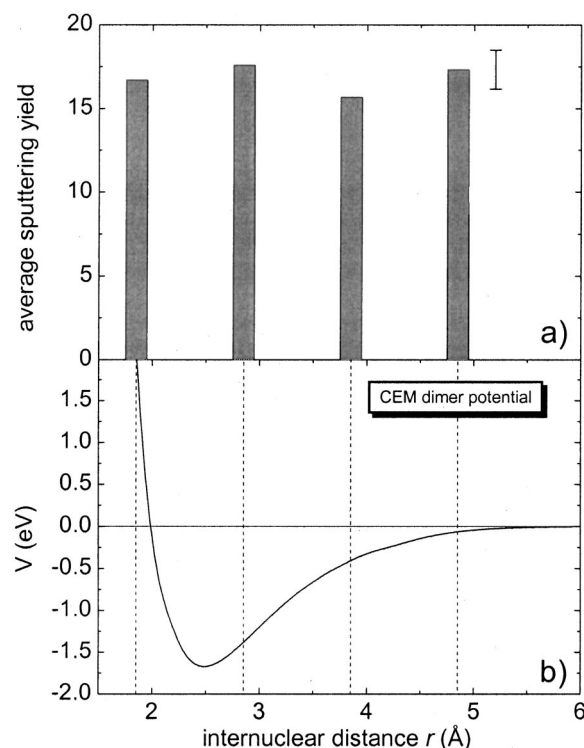 20
15
10
5
0
average sputtering yield
a)
CEM dimer potential
1.5
1.0
0.5
0.0
-0.5
-1.0
-1.5
-2.0
V (eV)
b)
2 3 4 5 6
internuclear distance r (Å)